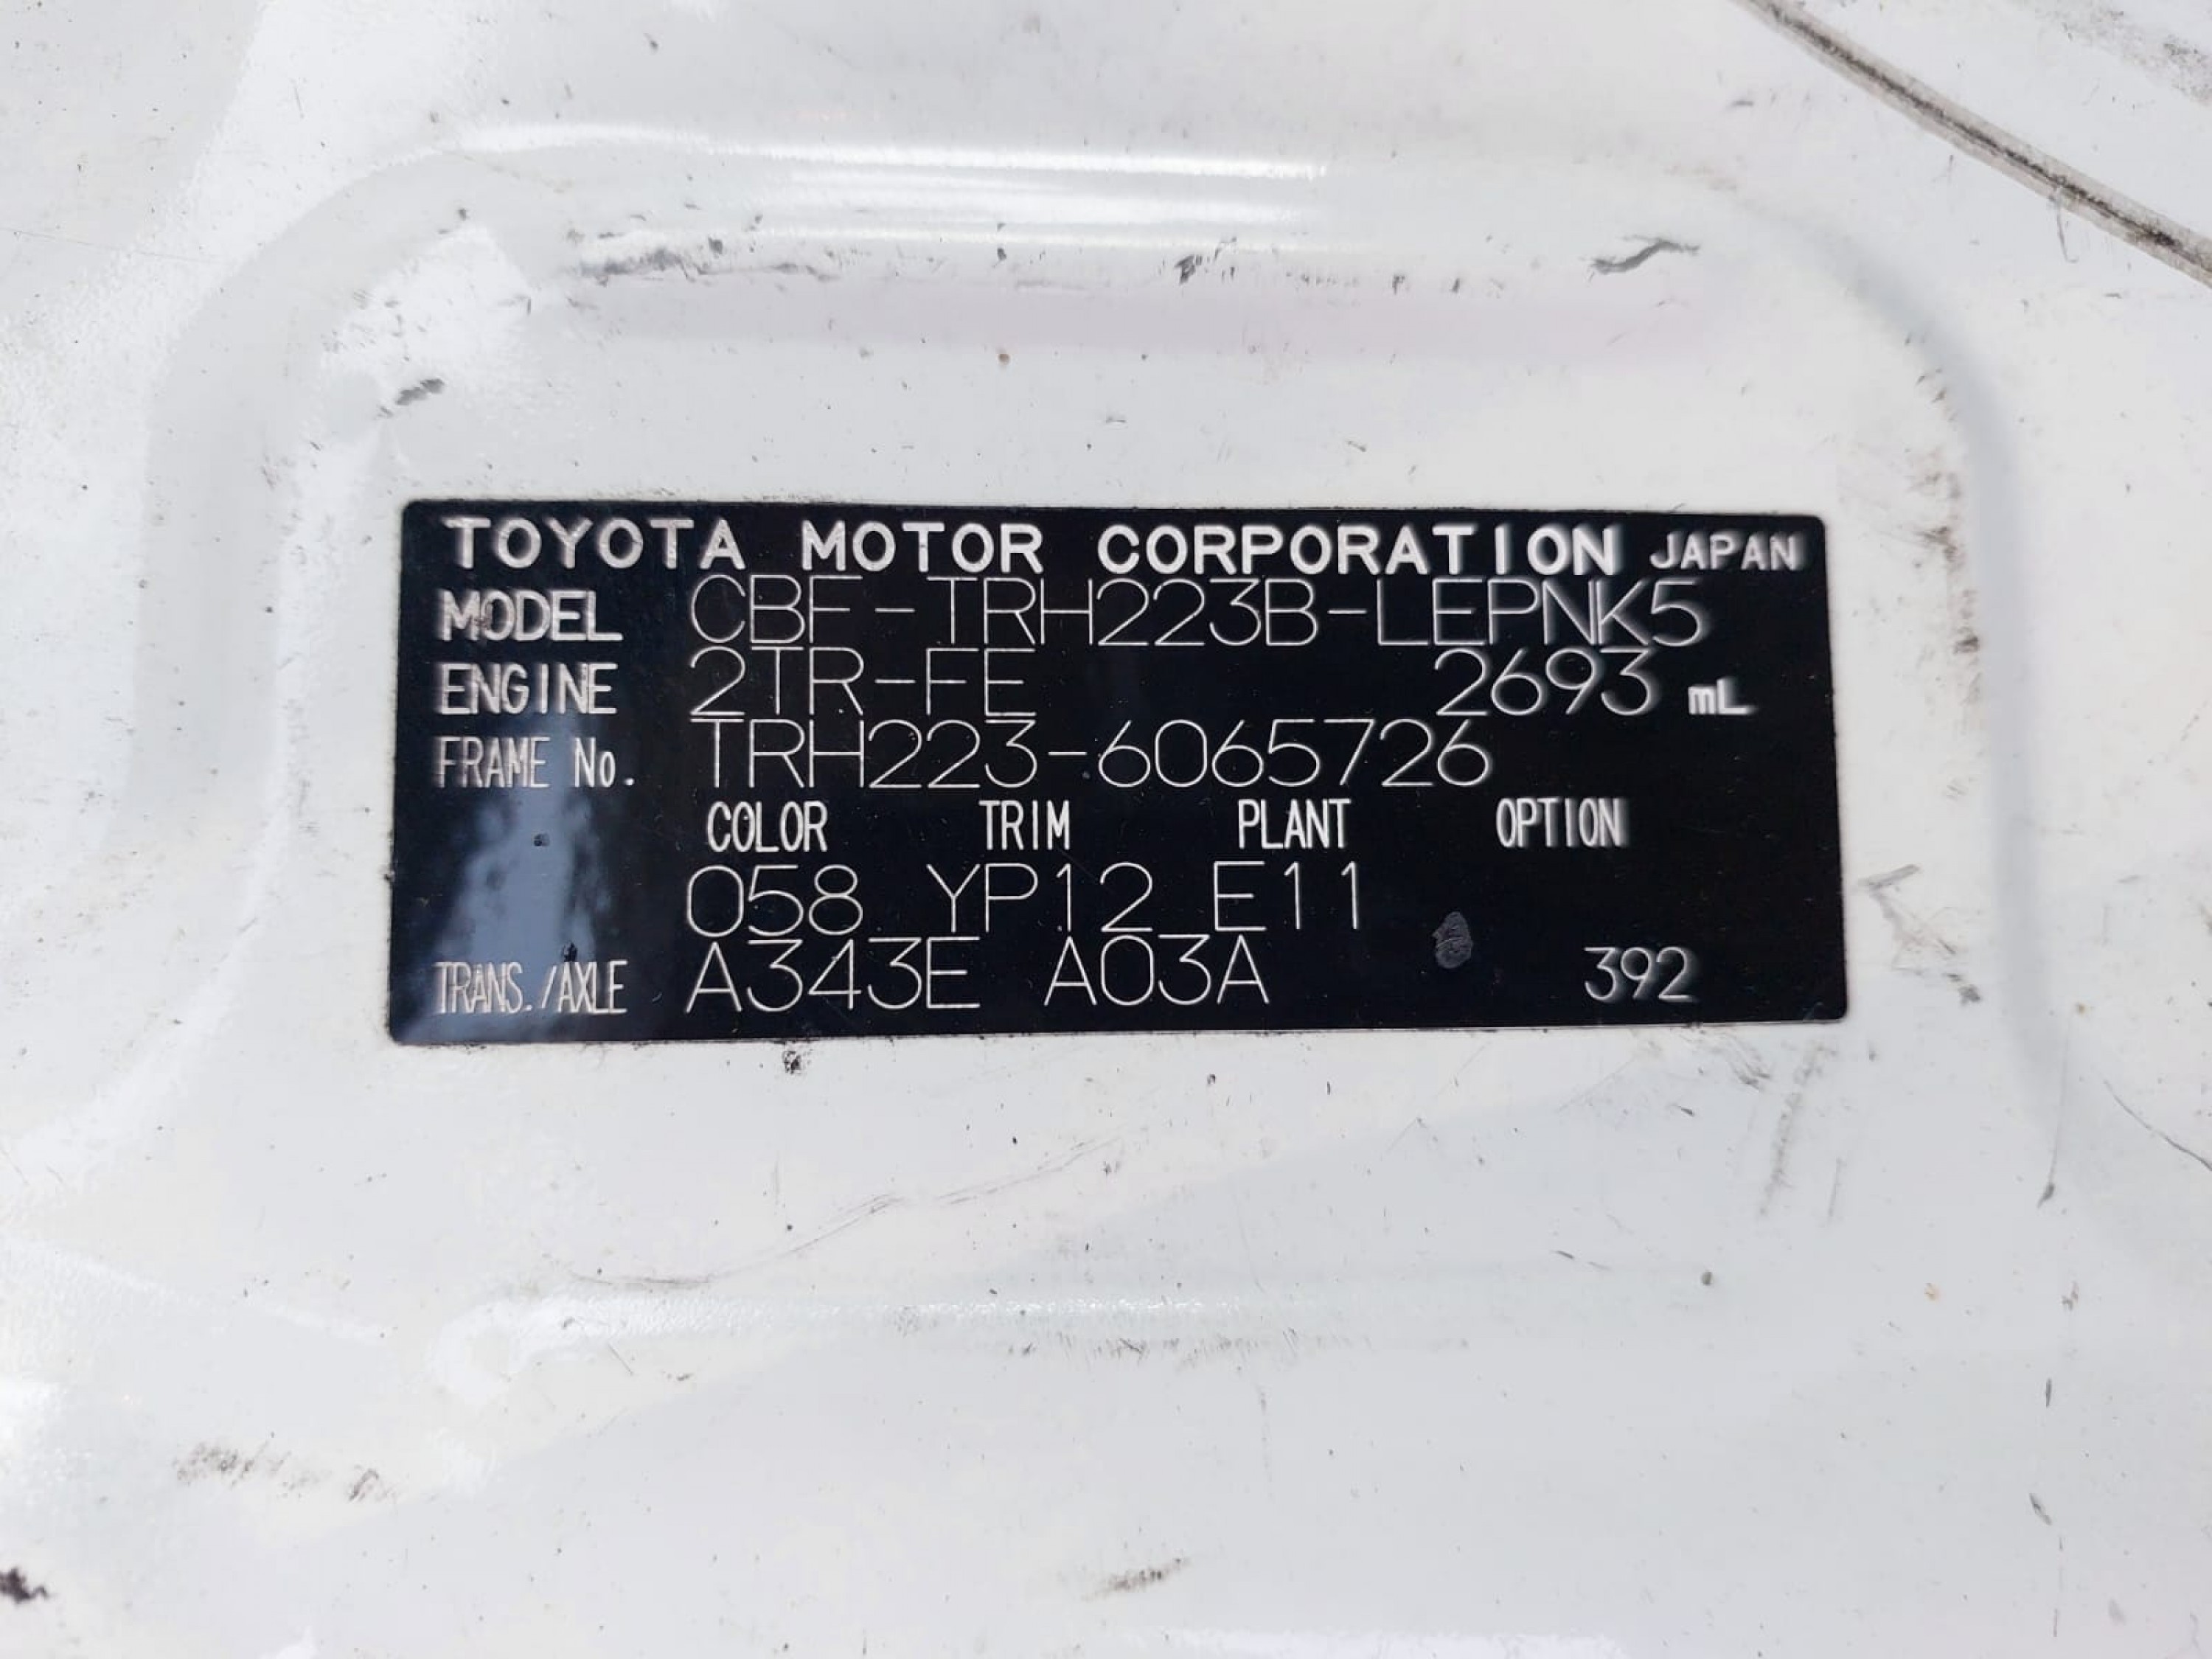 TOYOTA MOTOR CORPORATION JAPAN
MODEL CBF-TRH223B-LEPNK5
ENGINE 2TR-FE 2693 mL
FRAME No. TRH223-6065726
COLOR TRIM PLANT OPTION
058 YP12 E11
TRANS./AXLE A343E A03A 392